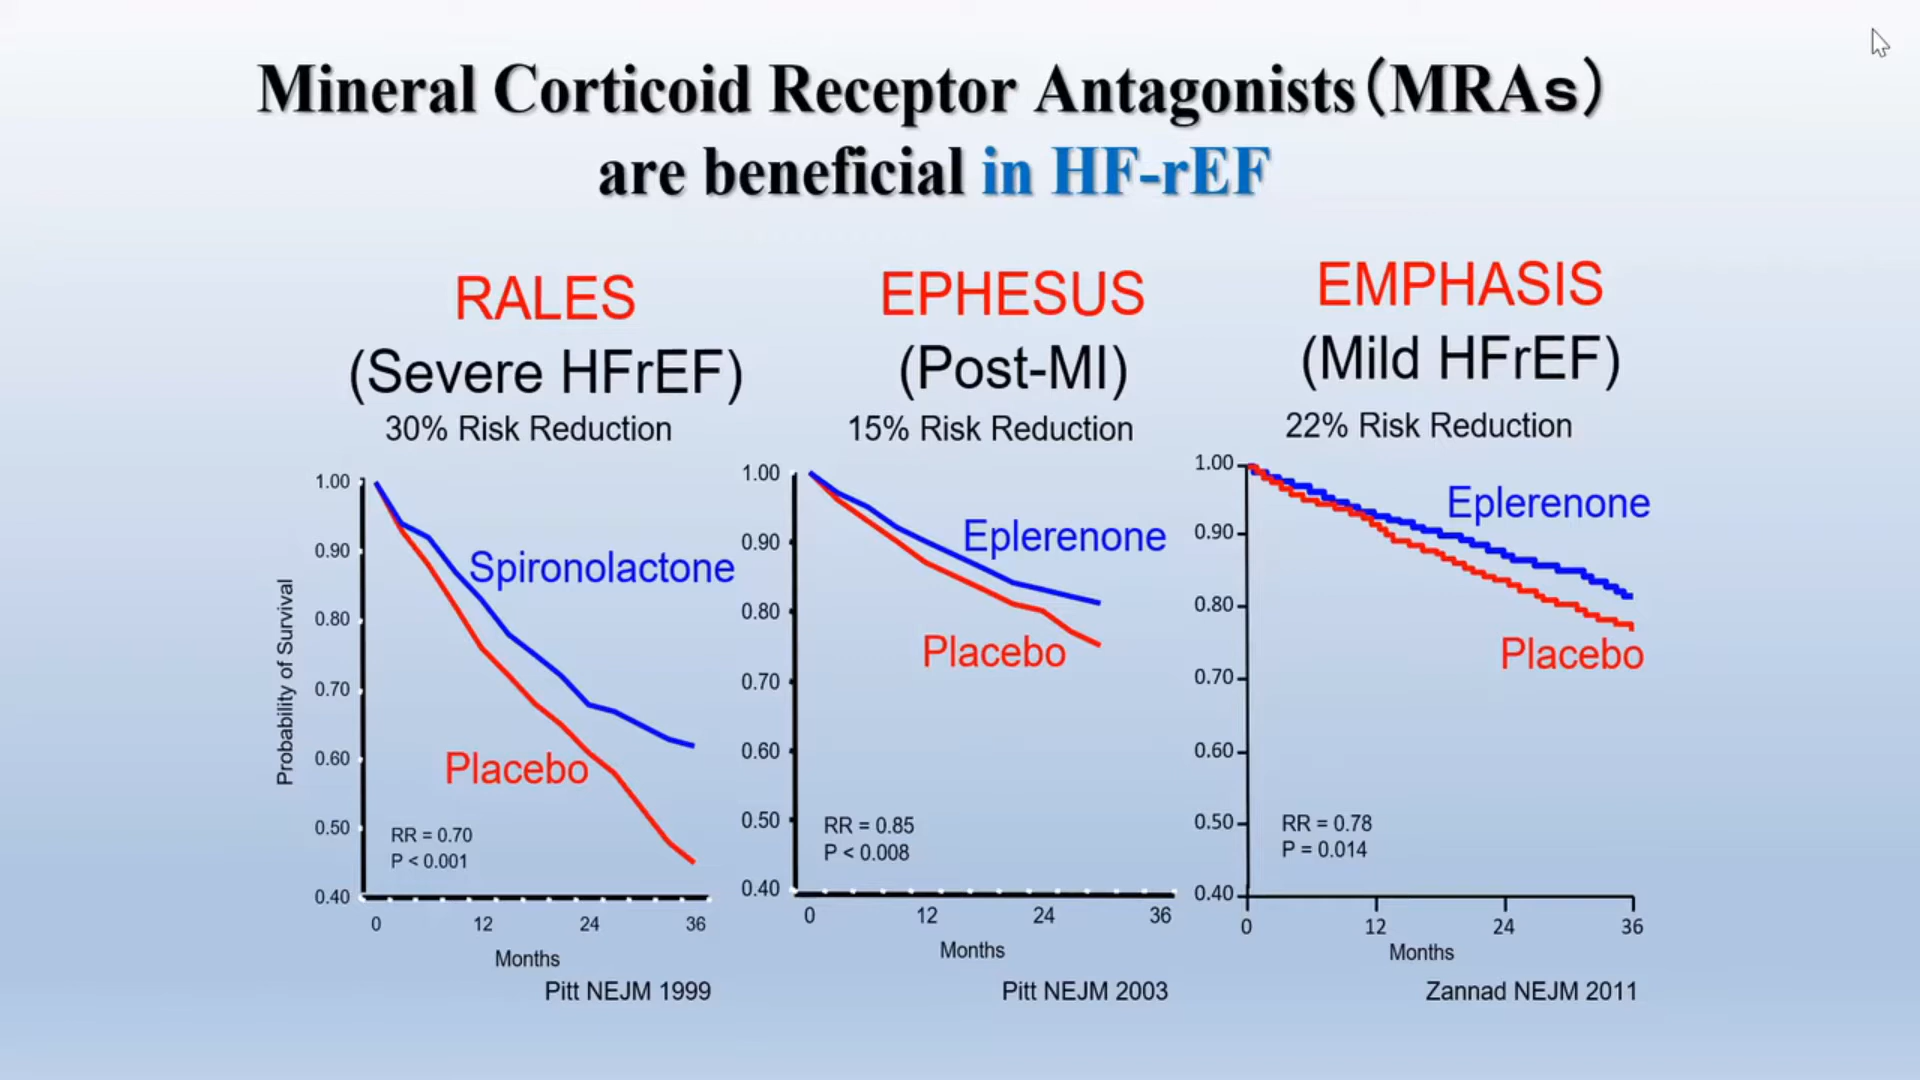 Mineral Corticoid Receptor Antagonists(MRAs)
are beneficial in HF-rEF
RALES
(Severe HFrEF)
30% Risk Reduction
1.00
0.90
0.80
0.70
0.60
0.50
0.40
Probability of Survival
Spironolactone
Placebo
RR = 0.70
P < 0.001
0 12 24 36
Months
Pitt NEJM 1999
EPHESUS
(Post-MI)
15% Risk Reduction
1.00
0.90
0.80
0.70
0.60
0.50
0.40
Eplerenone
Placebo
RR = 0.85
P < 0.008
0 12 24 36
Months
Pitt NEJM 2003
EMPHASIS
(Mild HFrEF)
22% Risk Reduction
1.00
0.90
0.80
0.70
0.60
0.50
0.40
Eplerenone
Placebo
RR = 0.78
P = 0.014
0 12 24 36
Months
Zannad NEJM 2011